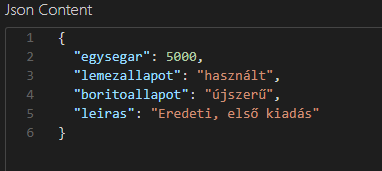 Json Content
1 {
2 "egysegar": 5000,
3 "lemezallapot": "használt",
4 "boritoallapot": "újszerű",
5 "leiras": "Eredeti, első kiadás"
6 }